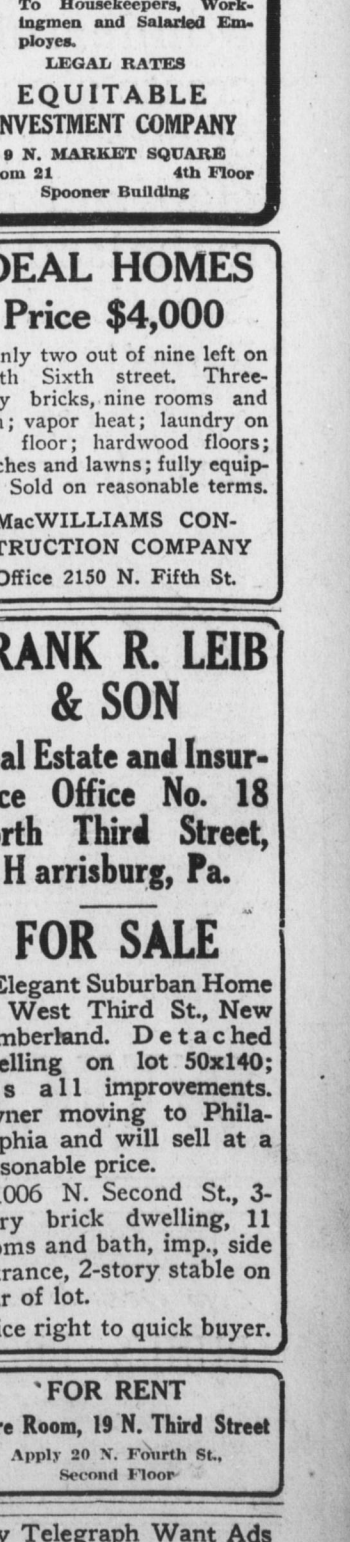 To Housekeepers, Work-
ingmen and Salaried Em-
ployes.
LEGAL RATES
EQUITABLE
NVESTMENT COMPANY
9 N. MARKET SQUARE
om 21 4th Floor
Spooner Building
DEAL HOMES
Price $4,000
nly two out of nine left on
th Sixth street. Three-
y bricks, nine rooms and
; vapor heat; laundry on
floor; hardwood floors;
ches and lawns; fully equip-
Sold on reasonable terms.
MacWILLIAMS CON-
TRUCTION COMPANY
Office 2150 N. Fifth St.
RANK R. LEIB
& SON
al Estate and Insur-
ce Office No. 18
rth Third Street,
Harrisburg, Pa.
FOR SALE
Elegant Suburban Home
West Third St., New
mberland. Detached
elling on lot 50x140;
s all improvements.
ner moving to Phila-
phia and will sell at a
sonable price.
1006 N. Second St., 3-
ry brick dwelling, 11
oms and bath, imp., side
rance, 2-story stable on
r of lot.
ice right to quick buyer.
FOR RENT
re Room, 19 N. Third Street
Apply 20 N. Fourth St.,
Second Floor
y Telegraph Want Ads